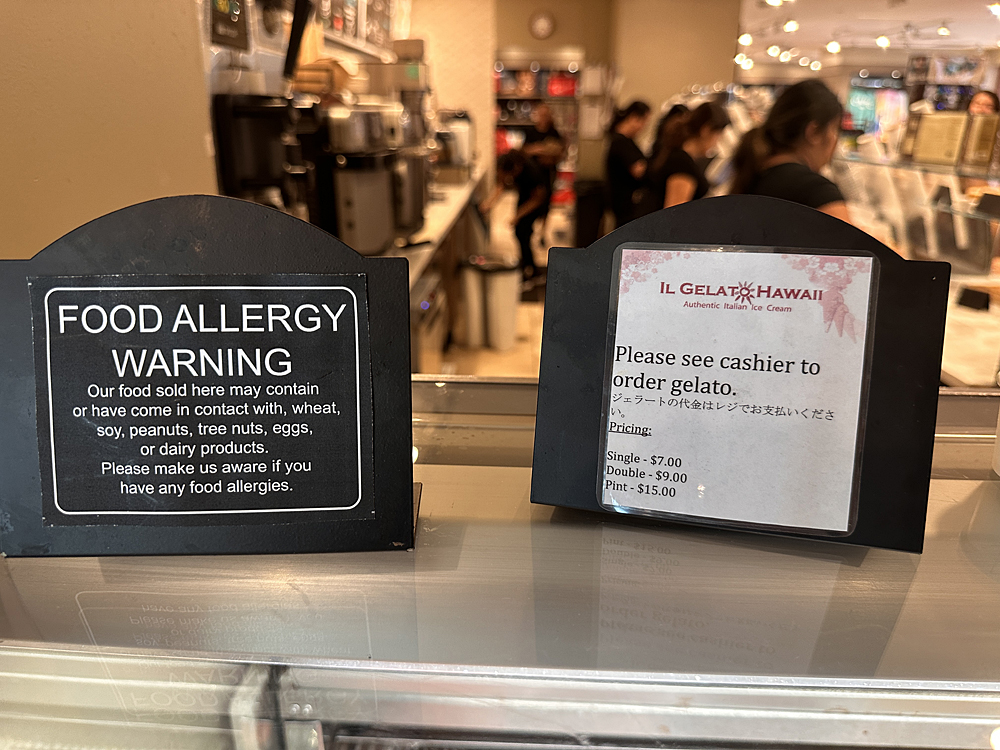 FOOD ALLERGY
WARNING
Our food sold here may contain
or have come in contact with, wheat,
soy, peanuts, tree nuts, eggs,
or dairy products.
Please make us aware if you
have any food allergies.
IL GELATO HAWAII
Authentic Italian Ice Cream
Please see cashier to
order gelato.
ジェラートの代金はレジでお支払いくださ
い。
Pricing:
Single - $7.00
Double - $9.00
Pint - $15.00